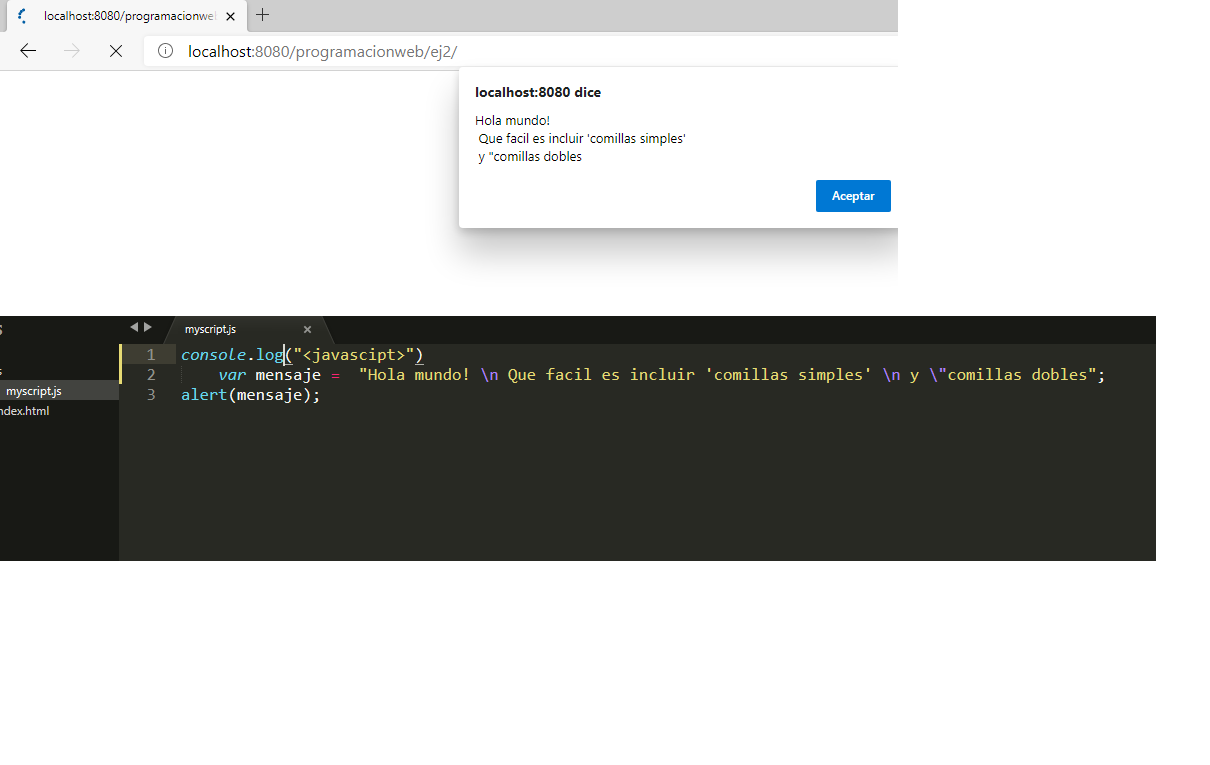 localhost:8080/programacionwe
localhost:8080/programacionweb/ej2/
localhost:8080 dice
Hola mundo!
Que facil es incluir 'comillas simples'
y "comillas dobles
Aceptar
myscript.js
1 console.log("<javascipt>")
2 var mensaje = "Hola mundo! \n Que facil es incluir 'comillas simples' \n y \"comillas dobles";
3 alert(mensaje);
myscript.js
ndex.html